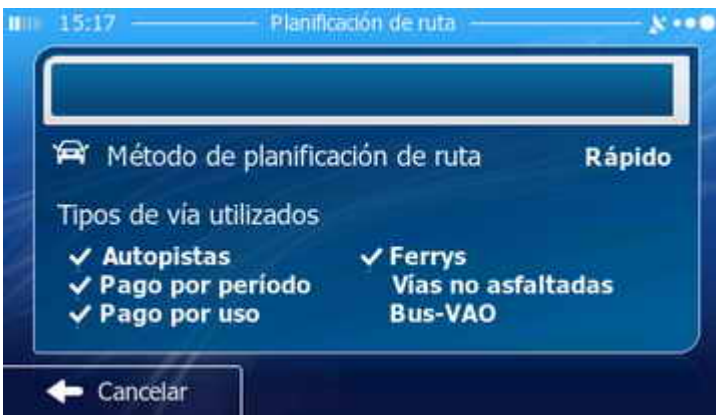 15:17 Planificación de ruta
Método de planificación de ruta Rápido
Tipos de vía utilizados
Autopistas Ferrys
Pago por período Vías no asfaltadas
Pago por uso Bus-VAO
Cancelar